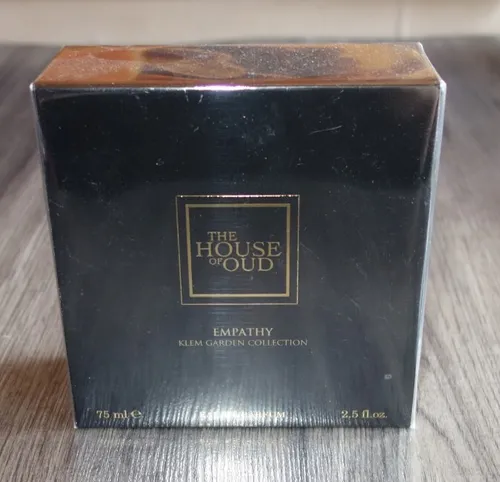 THE
HOUSE
OF OUD
EMPATHY
KLEM GARDEN COLLECTION
75 ml ℮ 2.5 fl.oz.